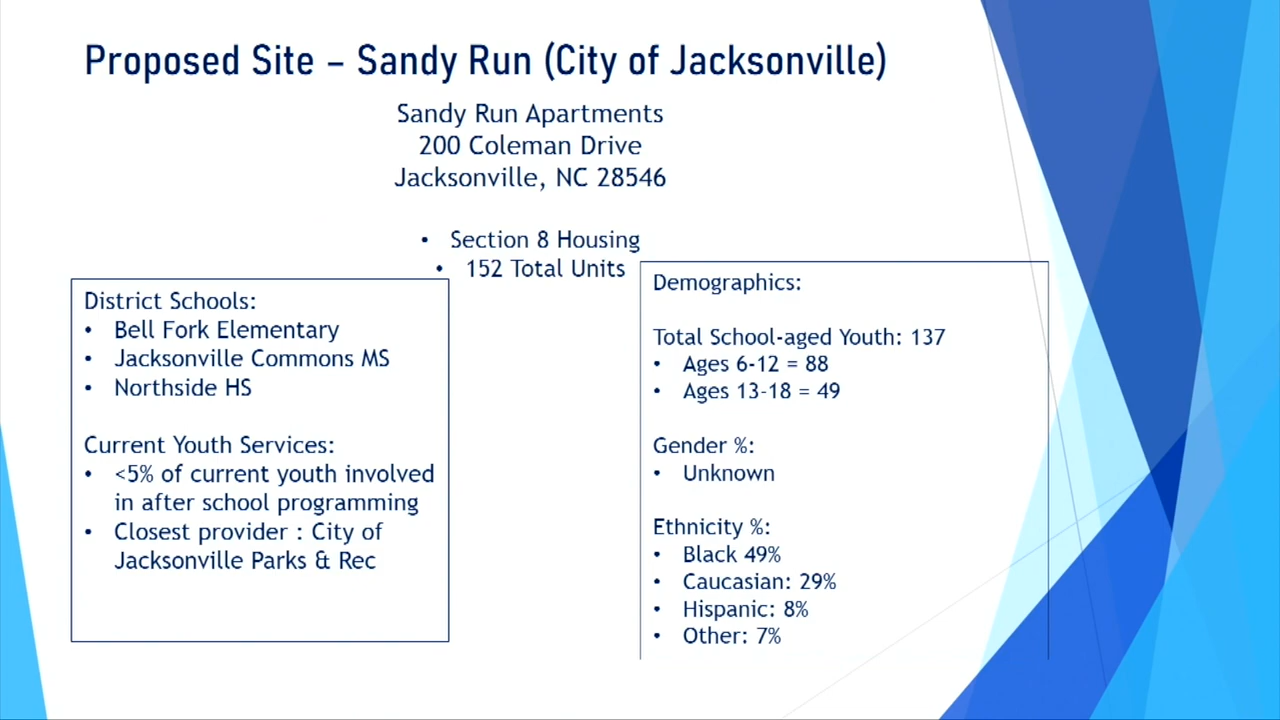 Proposed Site – Sandy Run (City of Jacksonville)
Sandy Run Apartments
200 Coleman Drive
Jacksonville, NC 28546
• Section 8 Housing
• 152 Total Units
District Schools:
• Bell Fork Elementary
• Jacksonville Commons MS
• Northside HS
Current Youth Services:
• <5% of current youth involved
in after school programming
• Closest provider : City of
Jacksonville Parks & Rec
Demographics:
Total School-aged Youth: 137
• Ages 6-12 = 88
• Ages 13-18 = 49
Gender %:
• Unknown
Ethnicity %:
• Black 49%
• Caucasian: 29%
• Hispanic: 8%
• Other: 7%